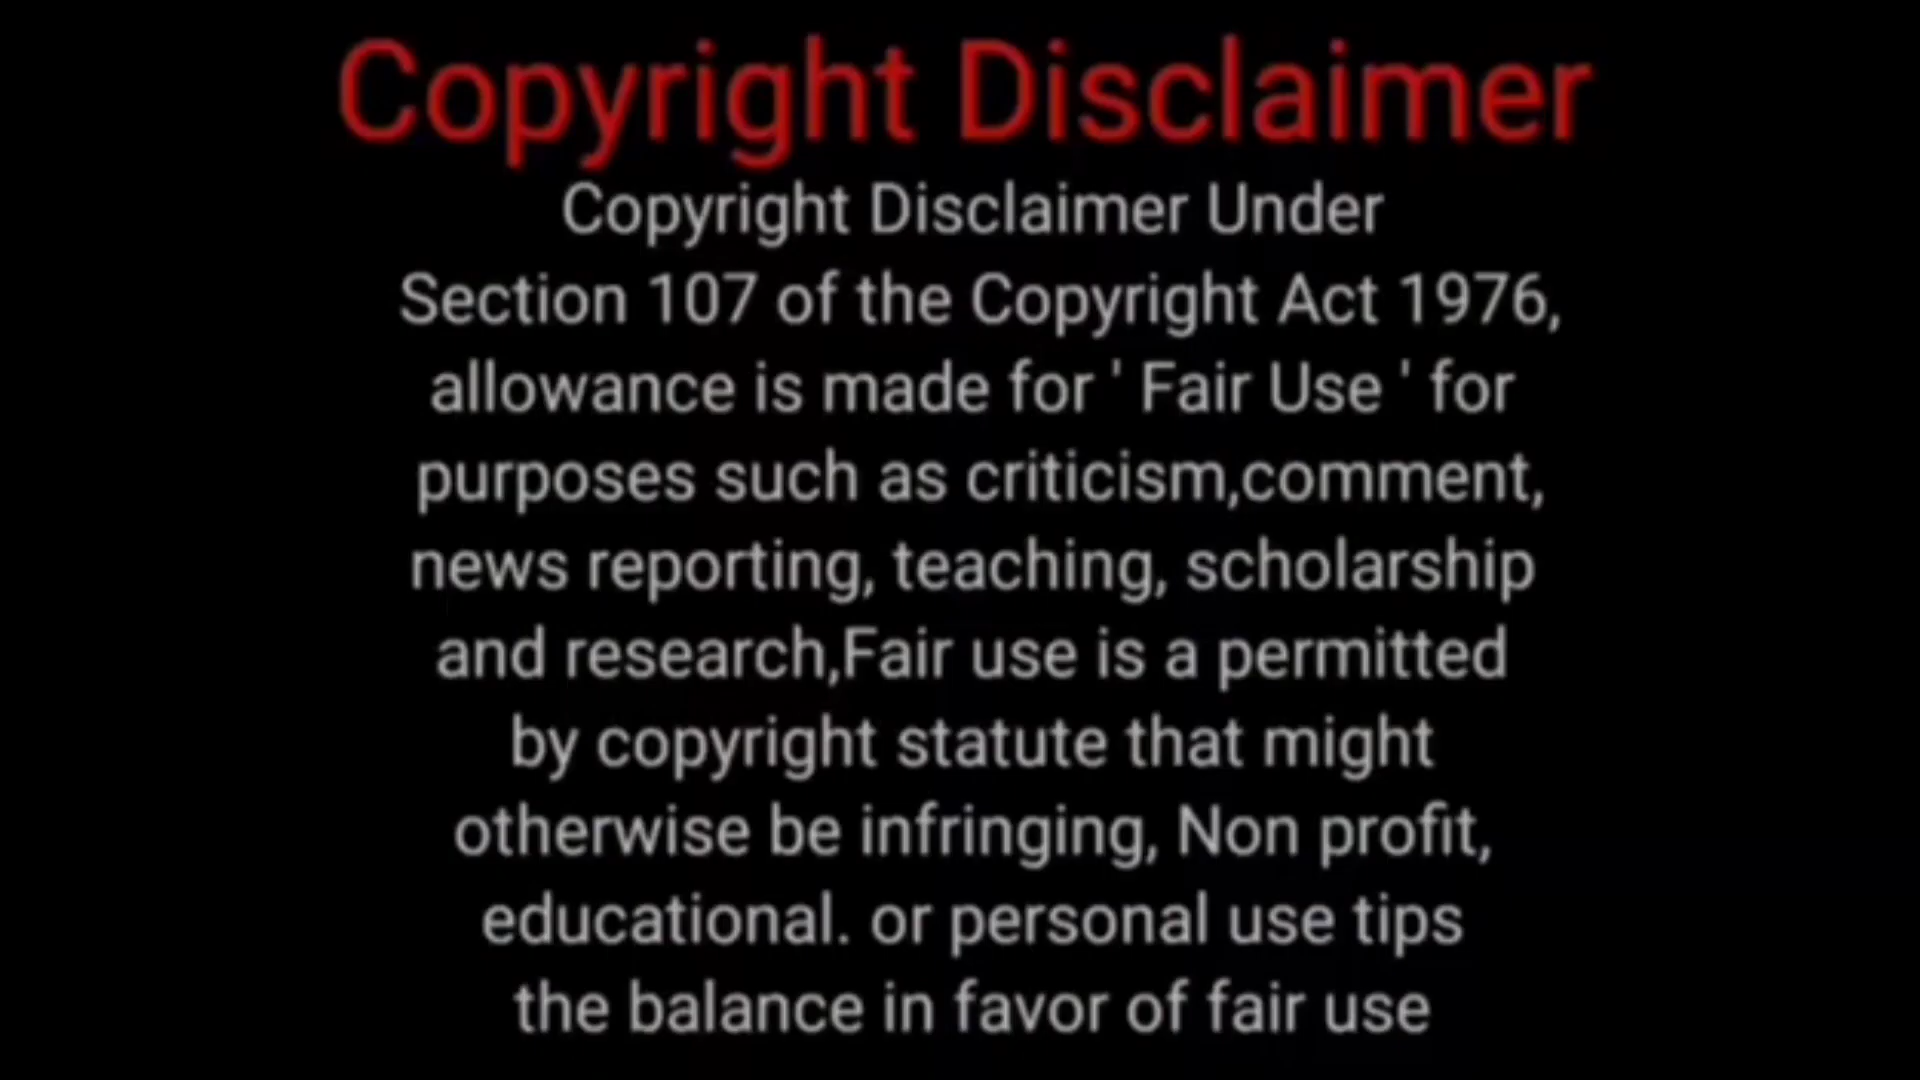 Copyright Disclaimer
Copyright Disclaimer Under
Section 107 of the Copyright Act 1976,
allowance is made for ' Fair Use ' for
purposes such as criticism,comment,
news reporting, teaching, scholarship
and research,Fair use is a permitted
by copyright statute that might
otherwise be infringing, Non profit,
educational. or personal use tips
the balance in favor of fair use